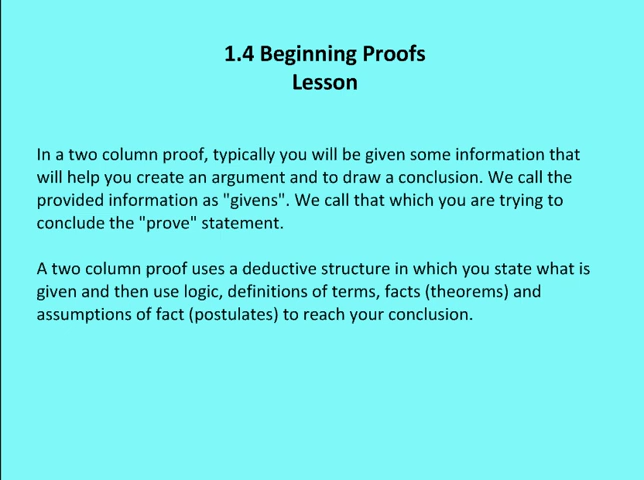 1.4 Beginning Proofs
Lesson
In a two column proof, typically you will be given some information that
will help you create an argument and to draw a conclusion. We call the
provided information as "givens". We call that which you are trying to
conclude the "prove" statement.
A two column proof uses a deductive structure in which you state what is
given and then use logic, definitions of terms, facts (theorems) and
assumptions of fact (postulates) to reach your conclusion.